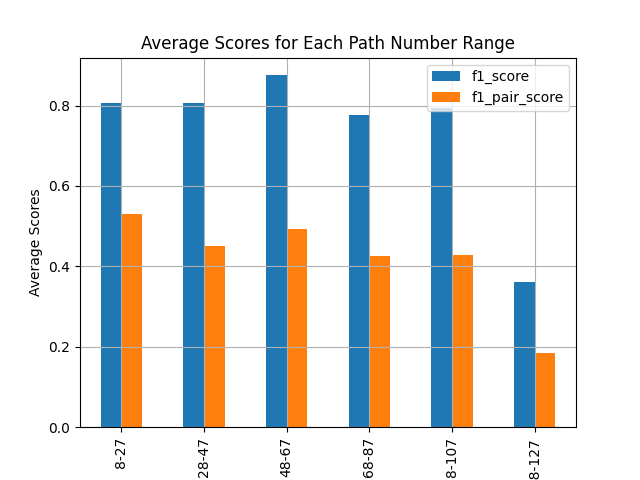 Average Scores for Each Path Number Range
f1_score
f1_pair_score
Average Scores
0.8
0.6
0.4
0.2
0.0
8-27
28-47
48-67
68-87
8-107
8-127